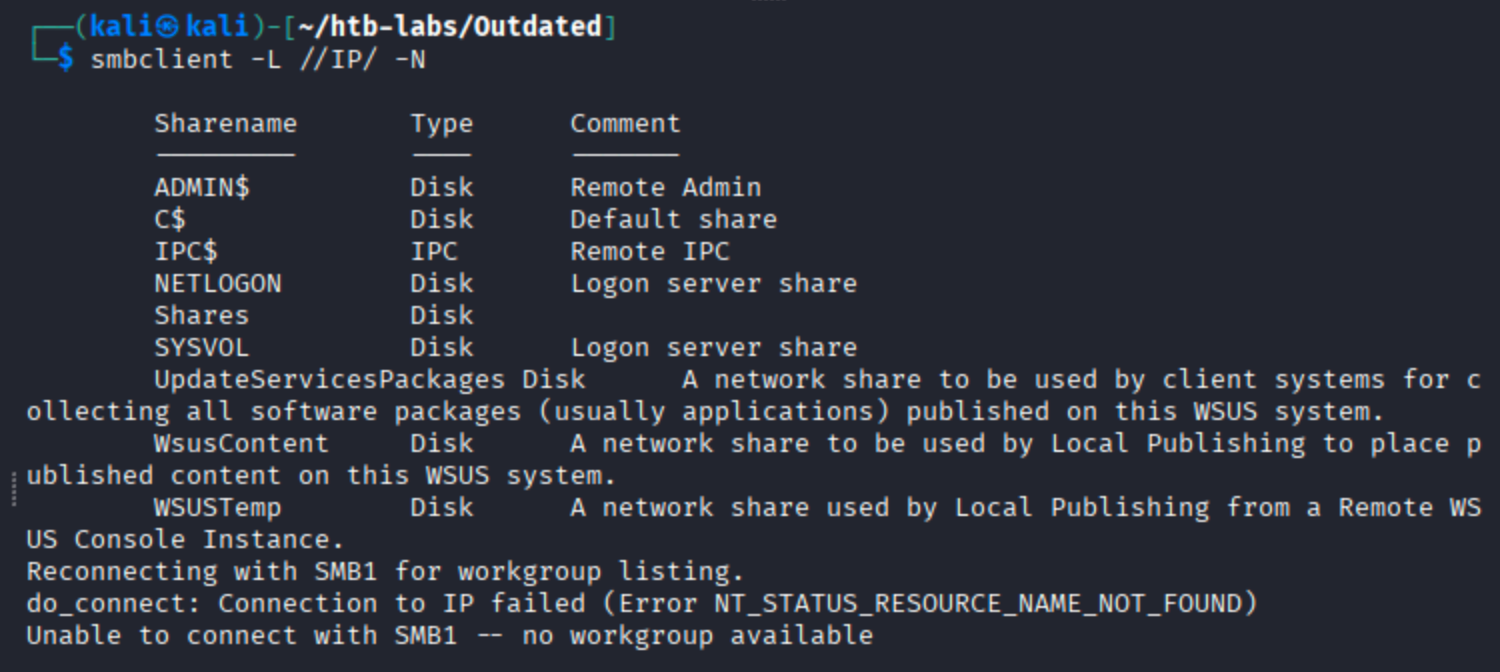 ┌──(kali㉿kali)-[~/htb-labs/Outdated]
└─$ smbclient -L //IP/ -N
Sharename Type Comment
--------- ---- -------
ADMIN$ Disk Remote Admin
C$ Disk Default share
IPC$ IPC Remote IPC
NETLOGON Disk Logon server share
Shares Disk
SYSVOL Disk Logon server share
UpdateServicesPackages Disk A network share to be used by client systems for c
ollecting all software packages (usually applications) published on this WSUS system.
WsusContent Disk A network share to be used by Local Publishing to place p
ublished content on this WSUS system.
WSUSTemp Disk A network share used by Local Publishing from a Remote WS
US Console Instance.
Reconnecting with SMB1 for workgroup listing.
do_connect: Connection to IP failed (Error NT_STATUS_RESOURCE_NAME_NOT_FOUND)
Unable to connect with SMB1 -- no workgroup available